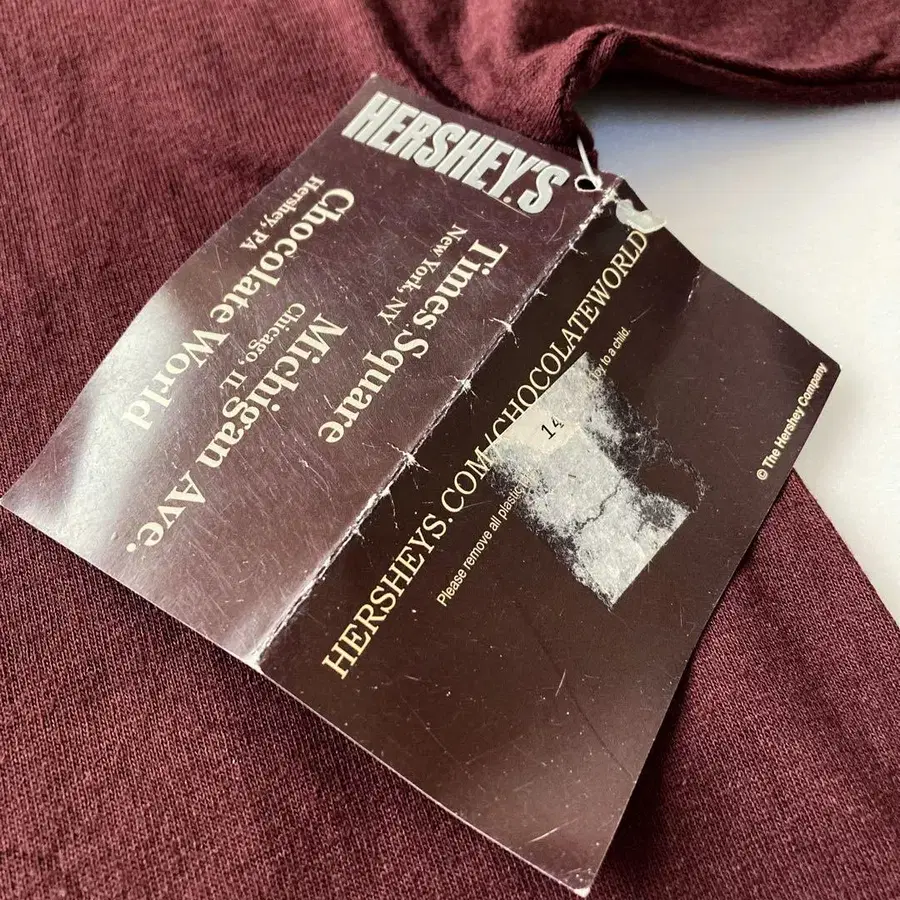 HERSHEY'S
Times Square
New York, NY
Michigan Ave.
Chicago, IL
Chocolate World
Hershey, PA
HERSHEYS.COM/CHOCOLATEWORLD
Please remove all plastic
to a child.
14
© The Hershey Company